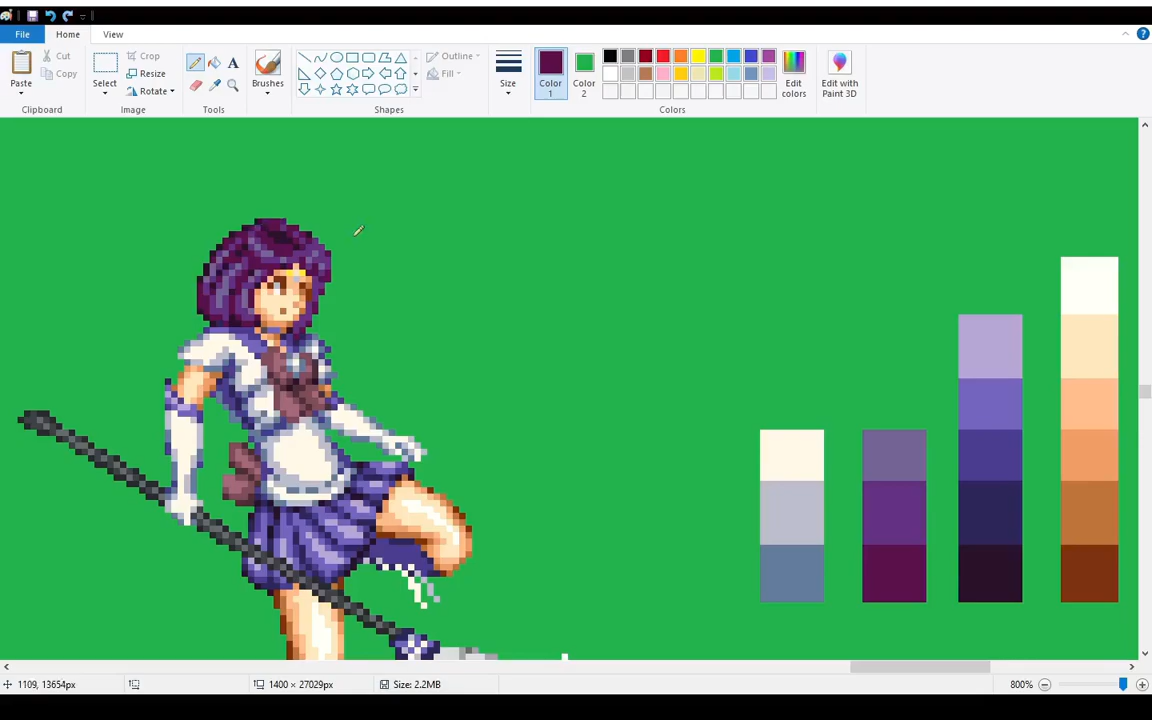 File
Home
View
Paste
Cut
Copy
Clipboard
Select
Crop
Resize
Rotate
Image
A
Tools
Brushes
Outline
Fill
Shapes
Size
Color 1
Color 2
Edit colors
Edit with Paint 3D
Colors
1109, 13654px
1400 × 27029px
Size: 2.2MB
800%